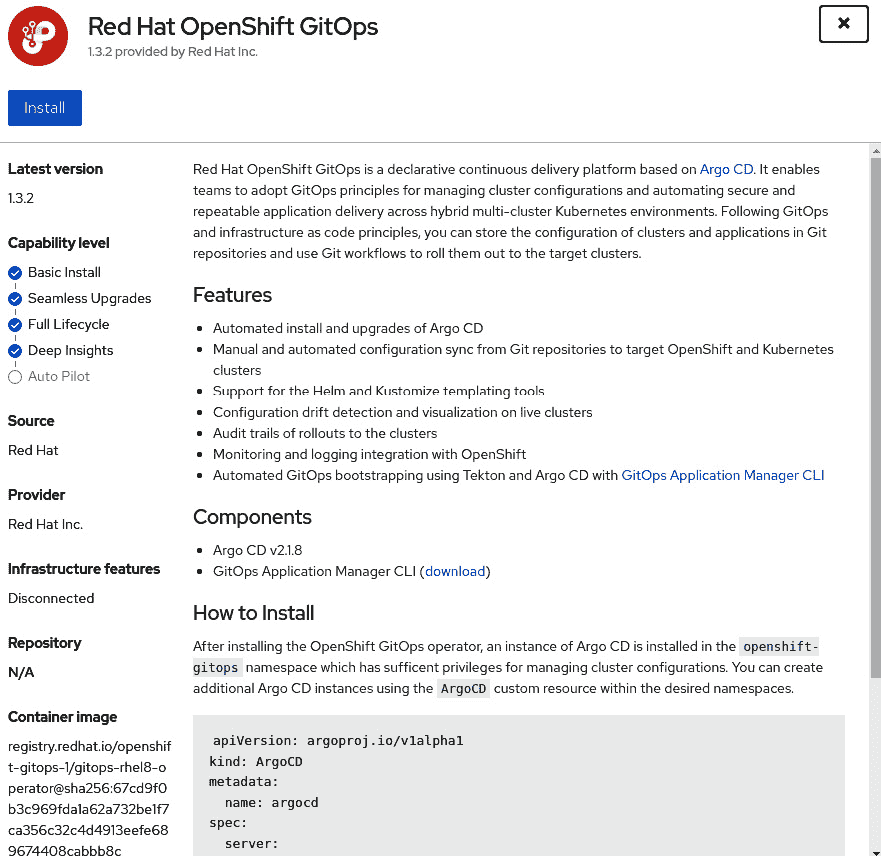 Red Hat OpenShift GitOps
1.3.2 provided by Red Hat Inc.
Install
Latest version
1.3.2
Capability level
Basic Install
Seamless Upgrades
Full Lifecycle
Deep Insights
Auto Pilot
Source
Red Hat
Provider
Red Hat Inc.
Infrastructure features
Disconnected
Repository
N/A
Container image
registry.redhat.io/openshif
t-gitops-1/gitops-rhel8-o
perator@sha256:67cd9f0
b3c969fda1a62a732be1f7
ca356c32c4d4913eefe68
9674408cabbb8c
Red Hat OpenShift GitOps is a declarative continuous delivery platform based on Argo CD. It enables
teams to adopt GitOps principles for managing cluster configurations and automating secure and
repeatable application delivery across hybrid multi-cluster Kubernetes environments. Following GitOps
and infrastructure as code principles, you can store the configuration of clusters and applications in Git
repositories and use Git workflows to roll them out to the target clusters.
Features
• Automated install and upgrades of Argo CD
• Manual and automated configuration sync from Git repositories to target OpenShift and Kubernetes
clusters
• Support for the Helm and Kustomize templating tools
• Configuration drift detection and visualization on live clusters
• Audit trails of rollouts to the clusters
• Monitoring and logging integration with OpenShift
• Automated GitOps bootstrapping using Tekton and Argo CD with GitOps Application Manager CLI
Components
• Argo CD v2.1.8
• GitOps Application Manager CLI (download)
How to Install
After installing the OpenShift GitOps operator, an instance of Argo CD is installed in the openshift-
gitops namespace which has sufficent privileges for managing cluster configurations. You can create
additional Argo CD instances using the ArgoCD custom resource within the desired namespaces.
apiVersion: argoproj.io/v1alpha1
kind: ArgoCD
metadata:
  name: argocd
spec:
  server: